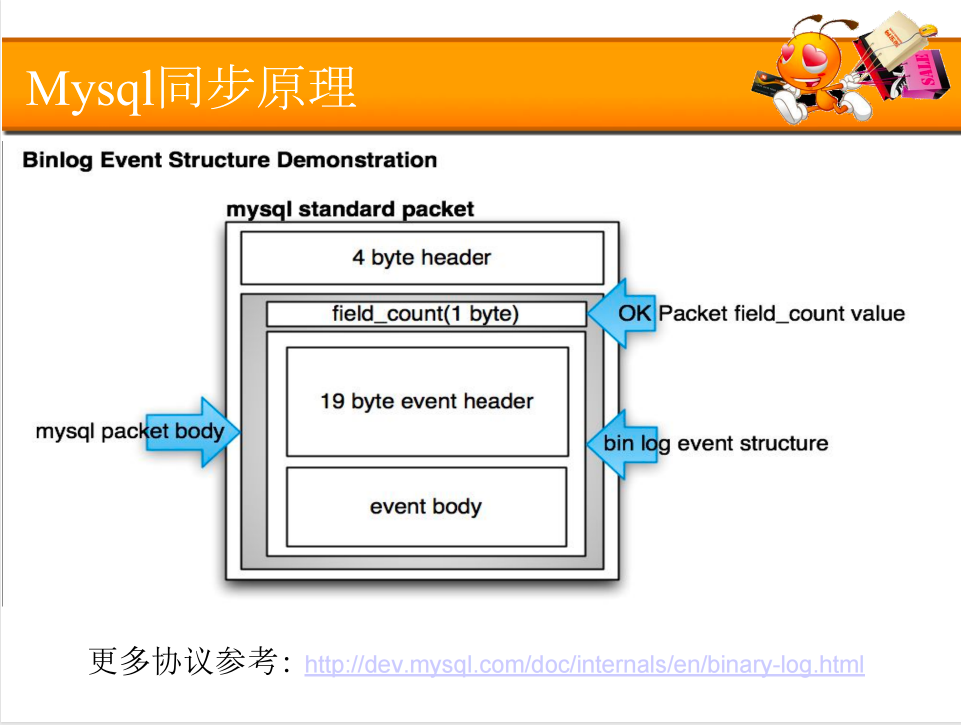 Mysql同步原理
Binlog Event Structure Demonstration
mysql standard packet
4 byte header
field_count(1 byte)
OK Packet field_count value
19 byte event header
mysql packet body
bin log event structure
event body
更多协议参考：http://dev.mysql.com/doc/internals/en/binary-log.html
SALE